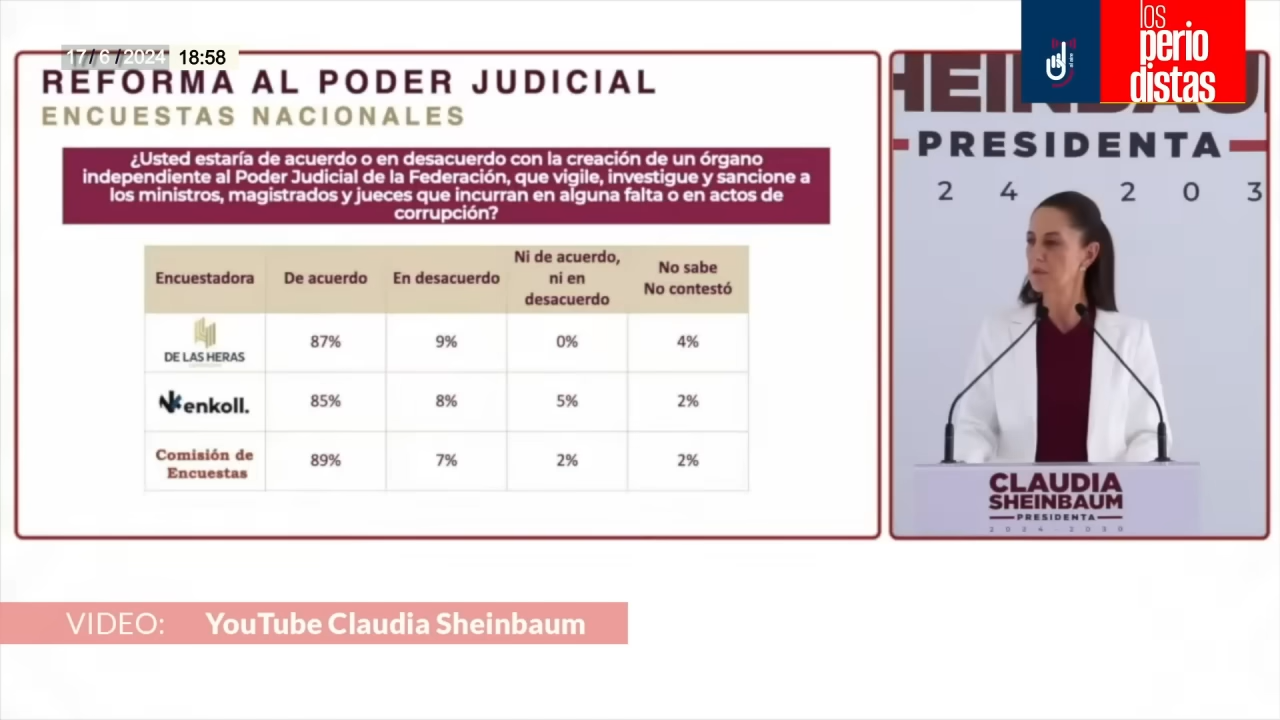 17/ 6 /2024 18:58
los
perio
distas
al aire
REFORMA AL PODER JUDICIAL
ENCUESTAS NACIONALES
¿Usted estaría de acuerdo o en desacuerdo con la creación de un órgano
independiente al Poder Judicial de la Federación, que vigile, investigue y sancione a
los ministros, magistrados y jueces que incurran en alguna falta o en actos de
corrupción?
Encuestadora De acuerdo En desacuerdo Ni de acuerdo, ni en desacuerdo No sabe No contestó
DE LAS HERAS 87% 9% 0% 4%
enkoll. 85% 8% 5% 2%
Comisión de Encuestas 89% 7% 2% 2%
HEINBAU
PRESIDENTA
2 4 2 0 3
CLAUDIA
SHEINBAUM
PRESIDENTA
2024-2030
VIDEO: YouTube Claudia Sheinbaum